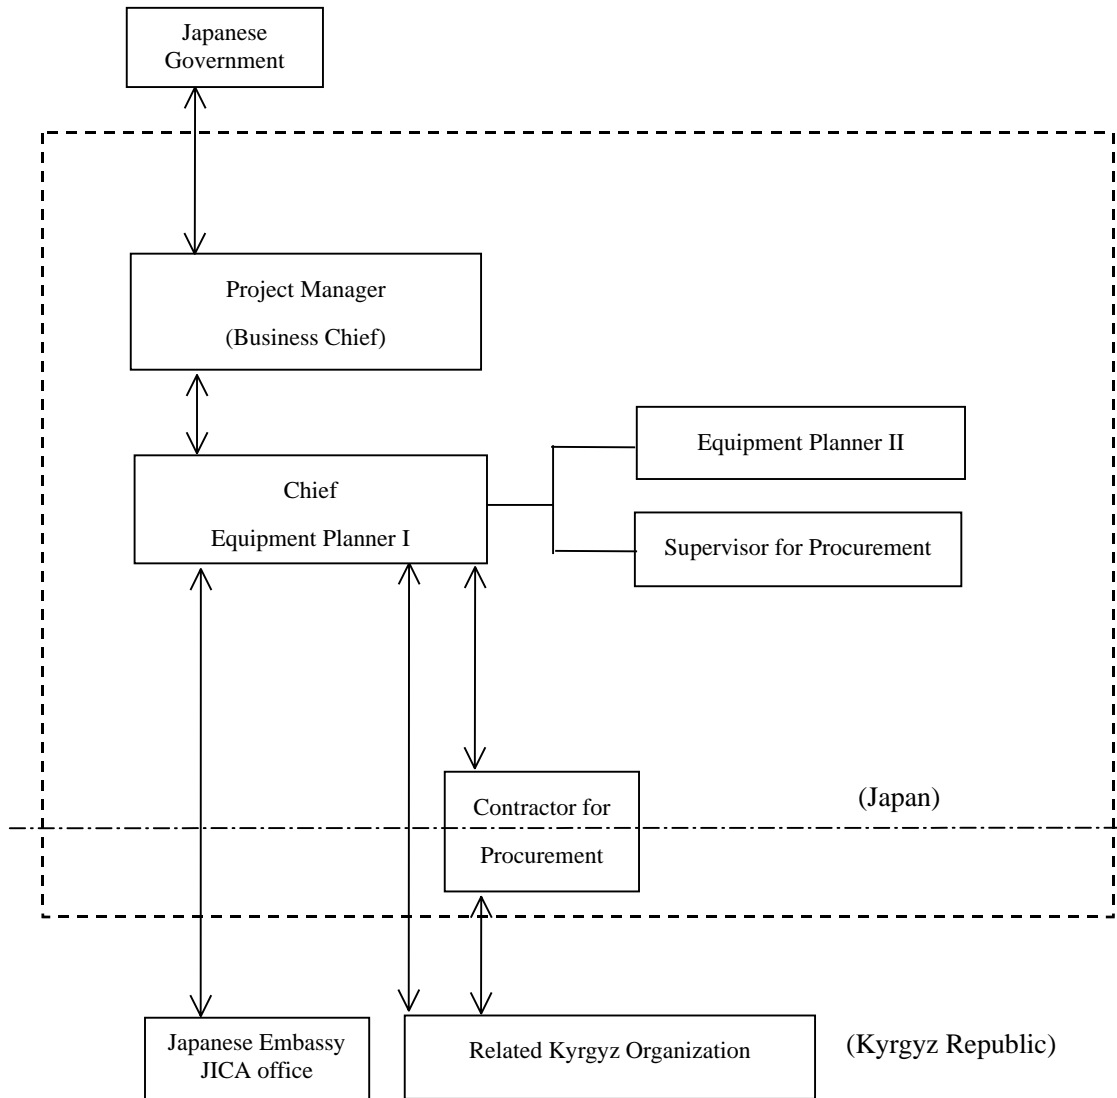 Japanese
Government
Project Manager
(Business Chief)
Chief
Equipment Planner I
Equipment Planner II
Supervisor for Procurement
Contractor for
Procurement
(Japan)
Japanese Embassy
JICA office
Related Kyrgyz Organization
(Kyrgyz Republic)